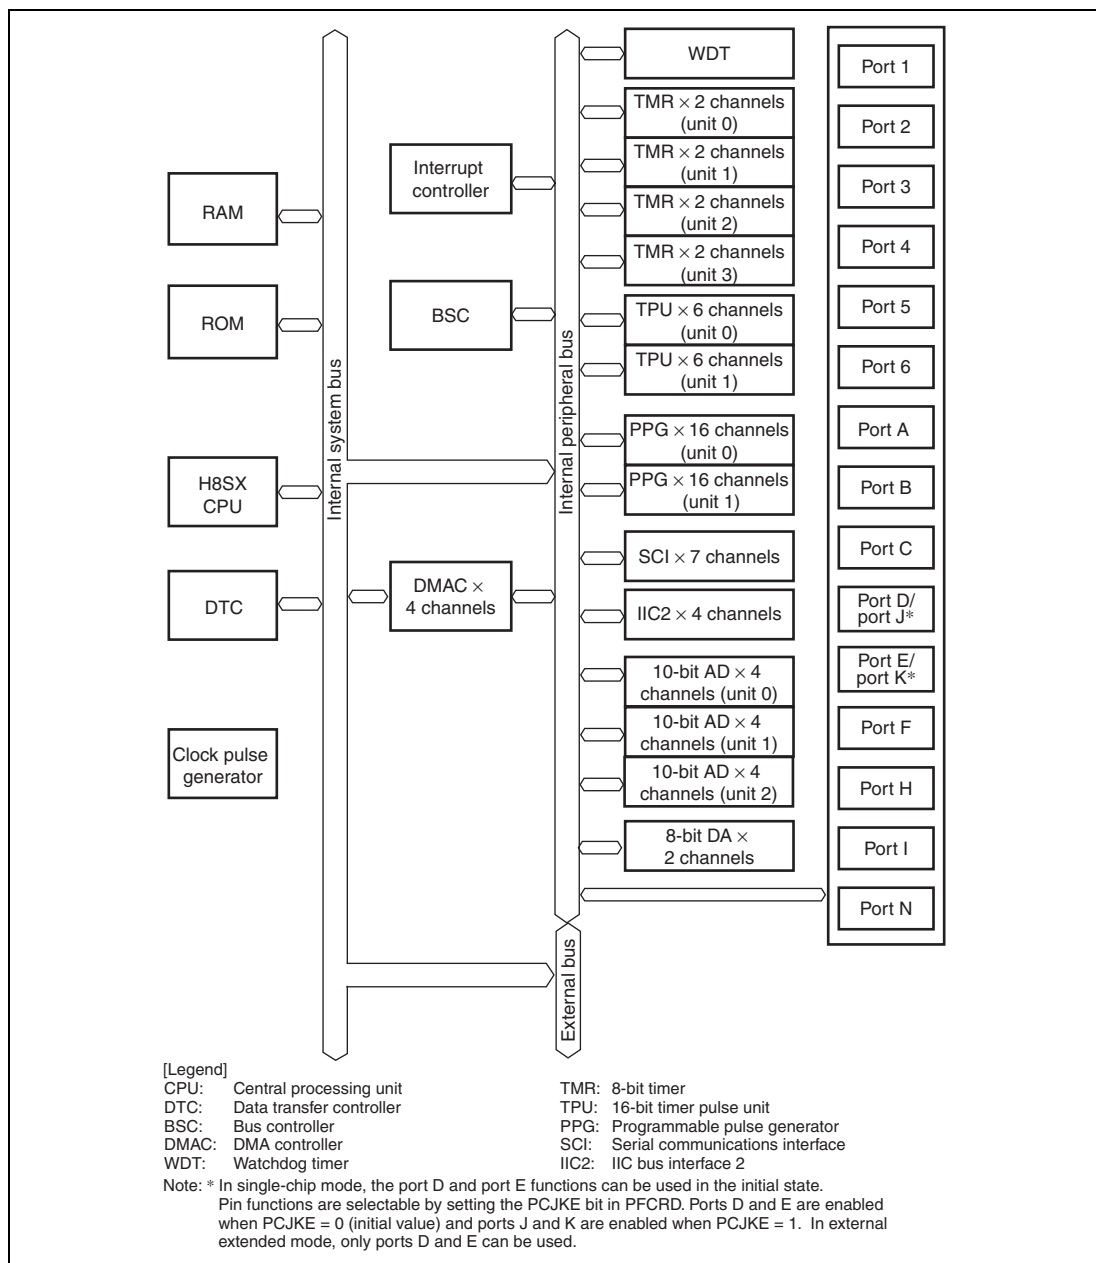 RAM
ROM
H8SX
CPU
DTC
Clock pulse
generator
Internal system bus
Interrupt
controller
BSC
DMAC ×
4 channels
Internal peripheral bus
External bus
WDT
TMR × 2 channels
(unit 0)
TMR × 2 channels
(unit 1)
TMR × 2 channels
(unit 2)
TMR × 2 channels
(unit 3)
TPU × 6 channels
(unit 0)
TPU × 6 channels
(unit 1)
PPG × 16 channels
(unit 0)
PPG × 16 channels
(unit 1)
SCI × 7 channels
IIC2 × 4 channels
10-bit AD × 4
channels (unit 0)
10-bit AD × 4
channels (unit 1)
10-bit AD × 4
channels (unit 2)
8-bit DA ×
2 channels
Port 1
Port 2
Port 3
Port 4
Port 5
Port 6
Port A
Port B
Port C
Port D/
port J*
Port E/
port K*
Port F
Port H
Port I
Port N
[Legend]
CPU: Central processing unit
DTC: Data transfer controller
BSC: Bus controller
DMAC: DMA controller
WDT: Watchdog timer
TMR: 8-bit timer
TPU: 16-bit timer pulse unit
PPG: Programmable pulse generator
SCI: Serial communications interface
IIC2: IIC bus interface 2
Note: * In single-chip mode, the port D and port E functions can be used in the initial state.
Pin functions are selectable by setting the PCJKE bit in PFCRD. Ports D and E are enabled
when PCJKE = 0 (initial value) and ports J and K are enabled when PCJKE = 1. In external
extended mode, only ports D and E can be used.